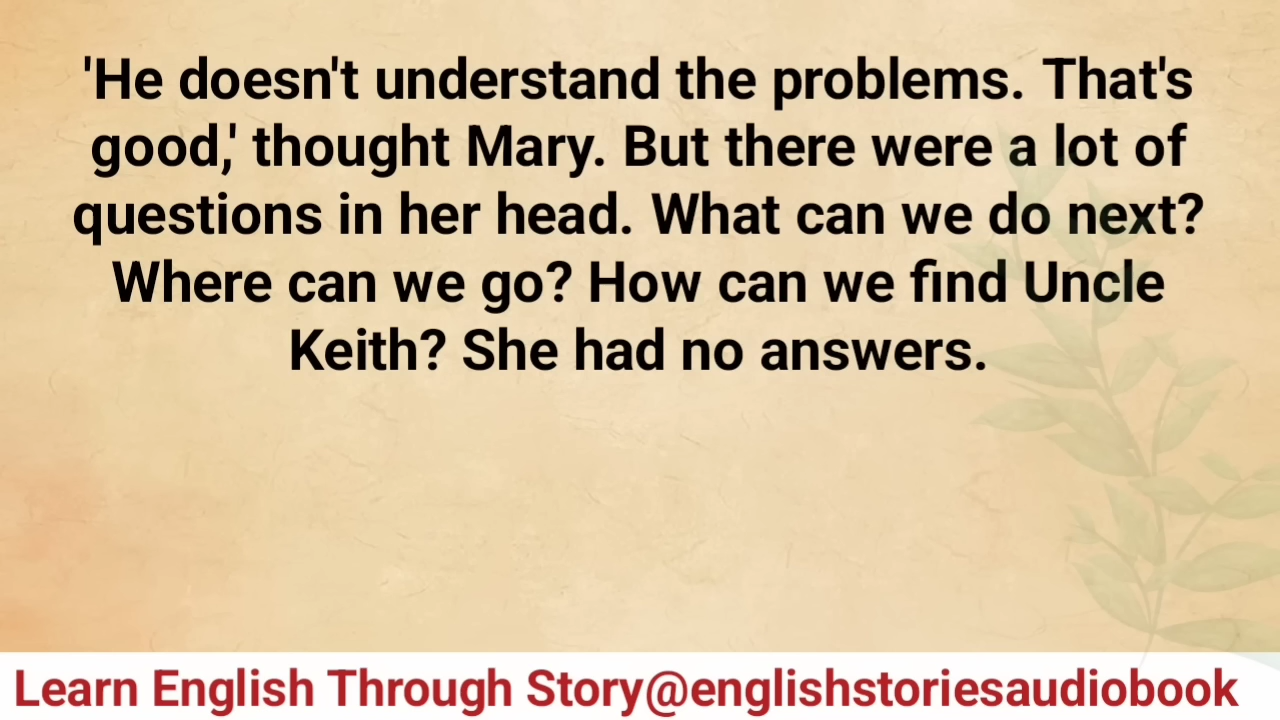 'He doesn't understand the problems. That's
good,' thought Mary. But there were a lot of
questions in her head. What can we do next?
Where can we go? How can we find Uncle
Keith? She had no answers.
Learn English Through Story@englishstoriesaudiobook